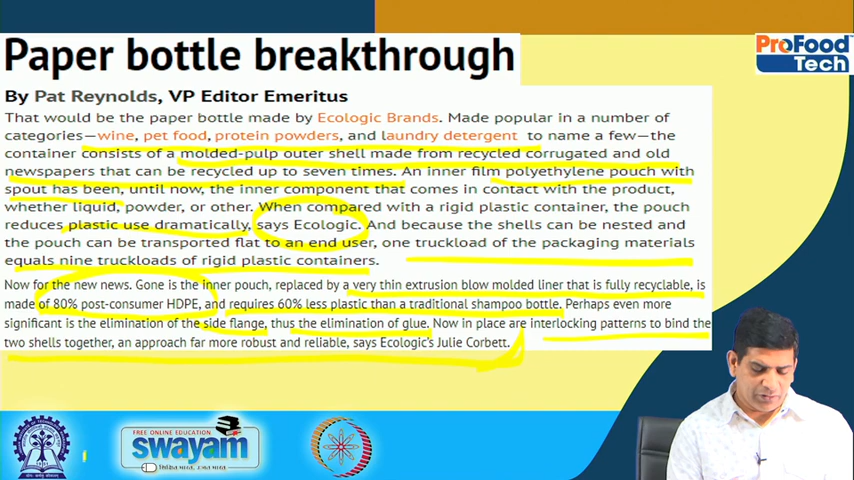 Paper bottle breakthrough
ProFood
Tech
By Pat Reynolds, VP Editor Emeritus
That would be the paper bottle made by Ecologic Brands. Made popular in a number of
categories—wine, pet food, protein powders, and laundry detergent to name a few—the
container consists of a molded-pulp outer shell made from recycled corrugated and old
newspapers that can be recycled up to seven times. An inner film polyethylene pouch with
spout has been, until now, the inner component that comes in contact with the product,
whether liquid, powder, or other. When compared with a rigid plastic container, the pouch
reduces plastic use dramatically, says Ecologic. And because the shells can be nested and
the pouch can be transported flat to an end user, one truckload of the packaging materials
equals nine truckloads of rigid plastic containers.
Now for the new news. Gone is the inner pouch, replaced by a very thin extrusion blow molded liner that is fully recyclable, is
made of 80% post-consumer HDPE, and requires 60% less plastic than a traditional shampoo bottle. Perhaps even more
significant is the elimination of the side flange, thus the elimination of glue. Now in place are interlocking patterns to bind the
two shells together, an approach far more robust and reliable, says Ecologic's Julie Corbett.
FREE ONLINE EDUCATION
swayam